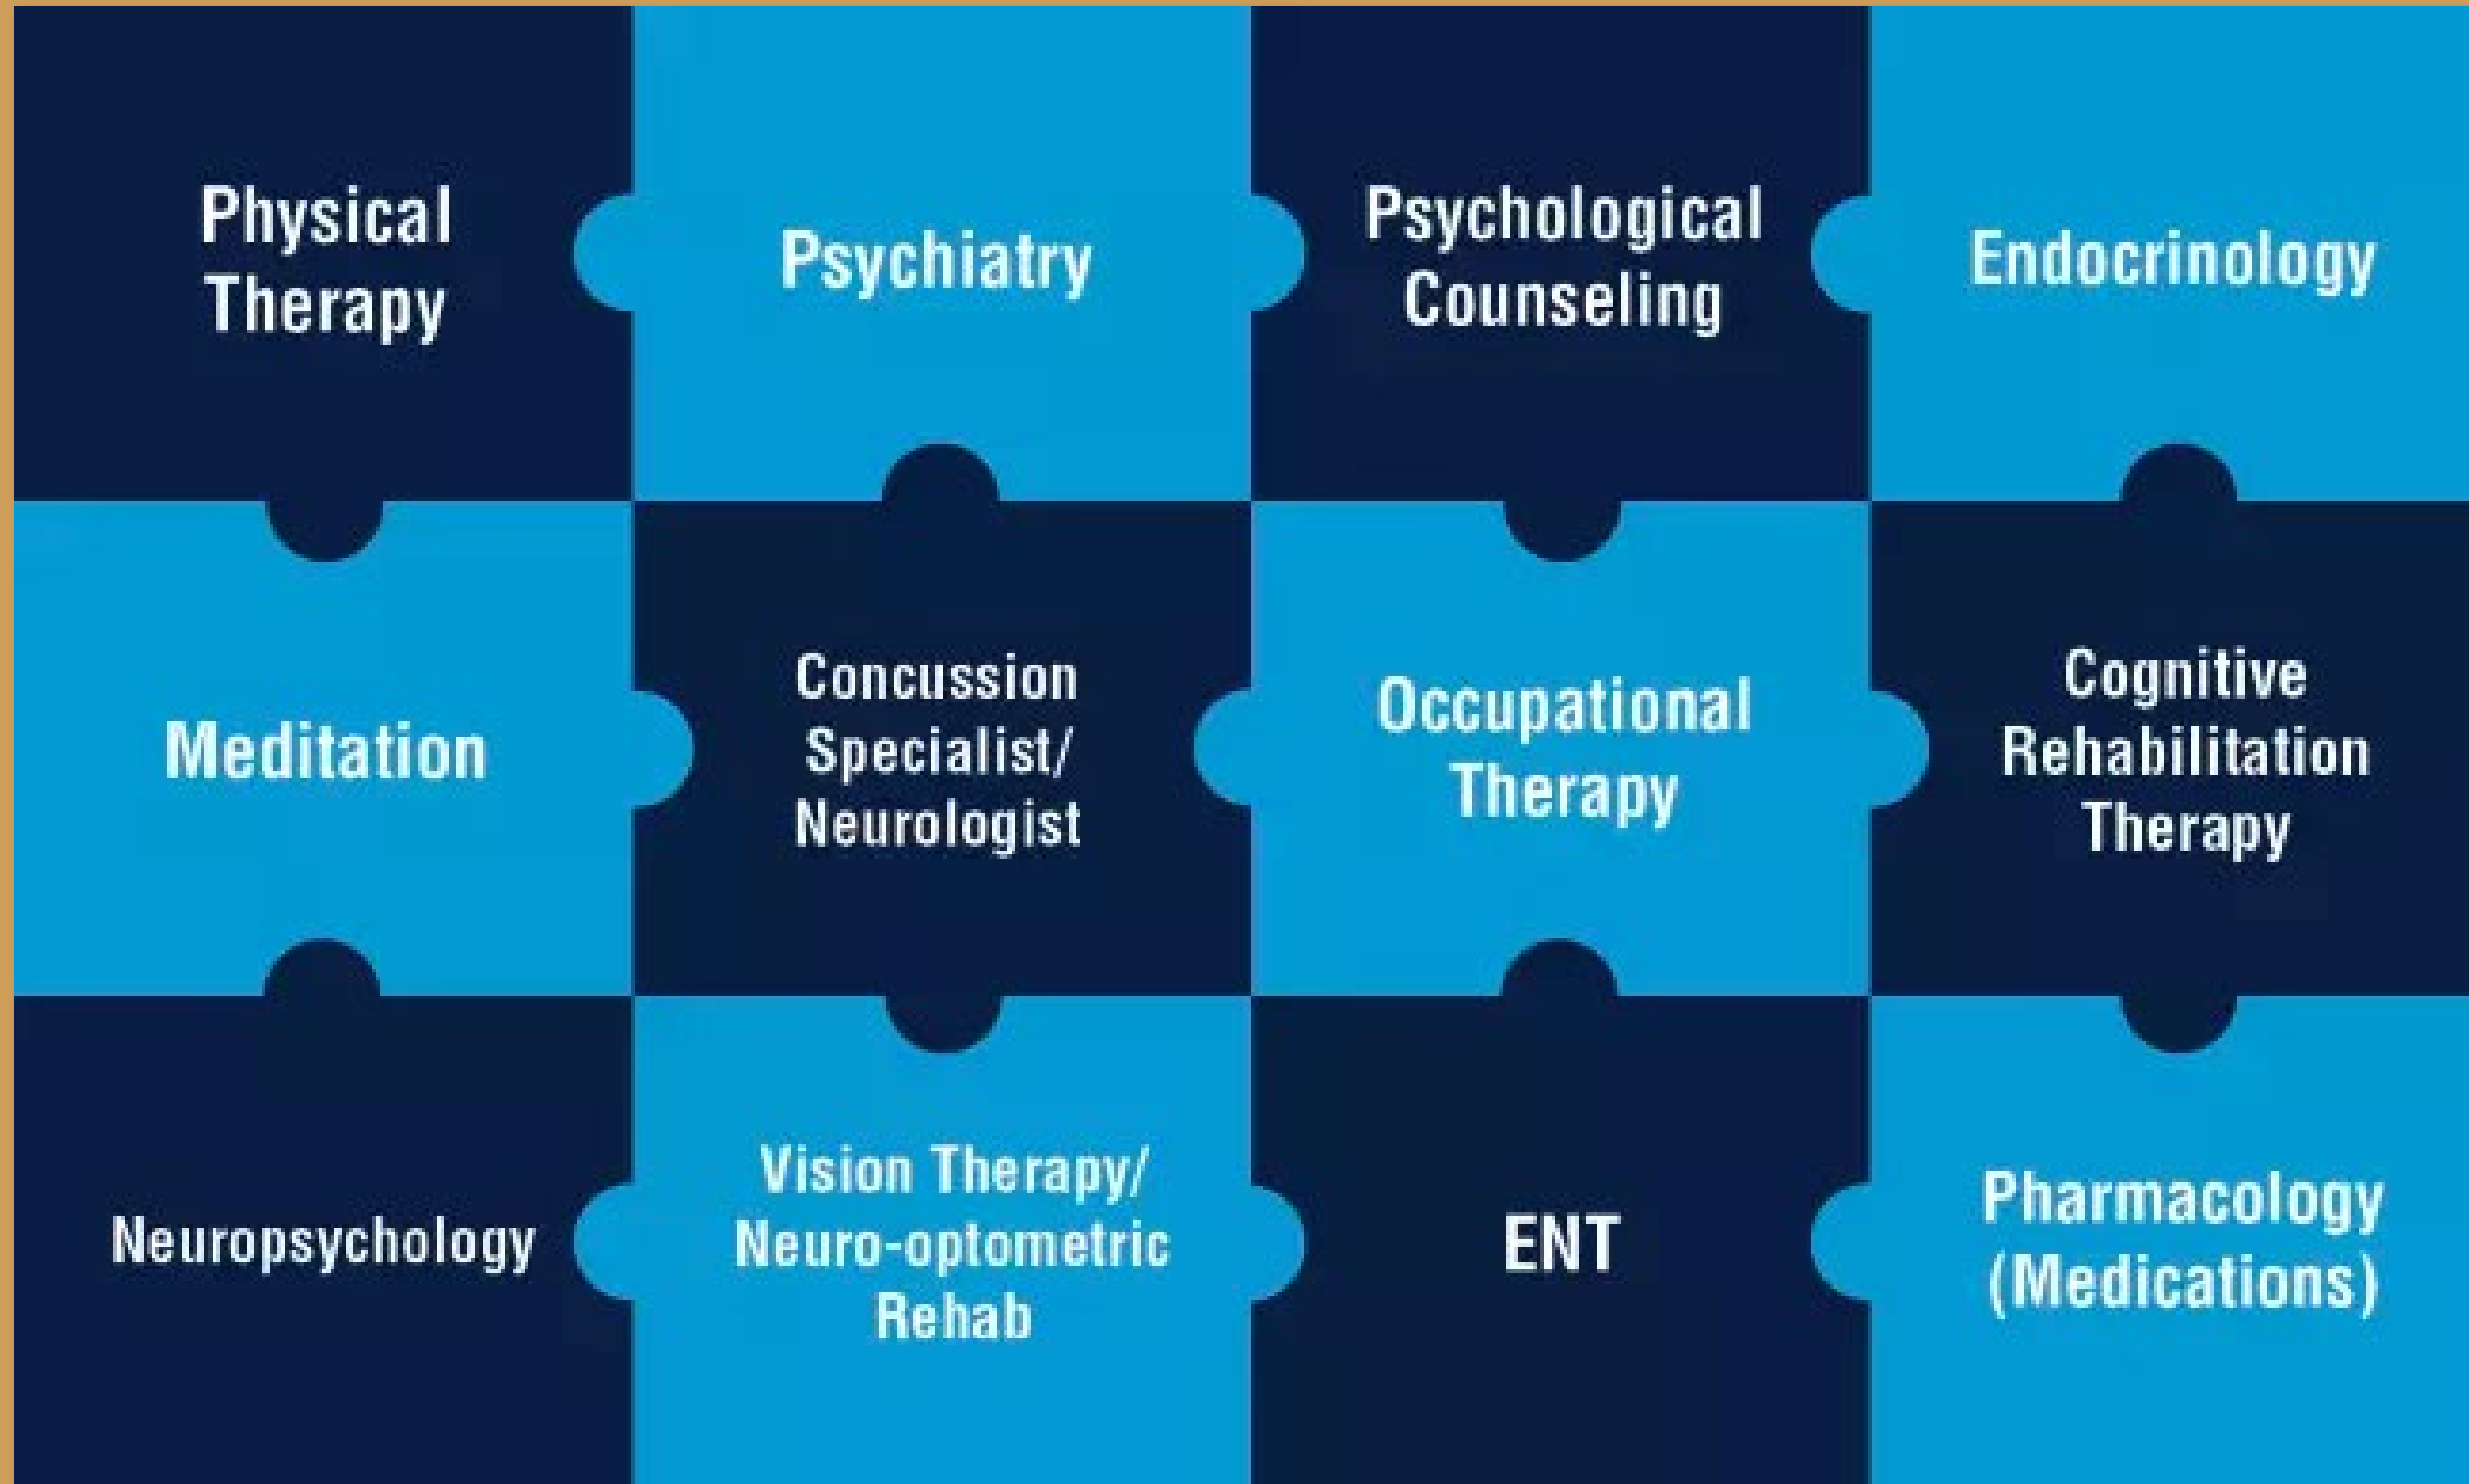 Physical
Therapy
Psychiatry
Psychological
Counseling
Endocrinology
Meditation
Concussion
Specialist/
Neurologist
Occupational
Therapy
Cognitive
Rehabilitation
Therapy
Neuropsychology
Vision Therapy/
Neuro-optometric
Rehab
ENT
Pharmacology
(Medications)